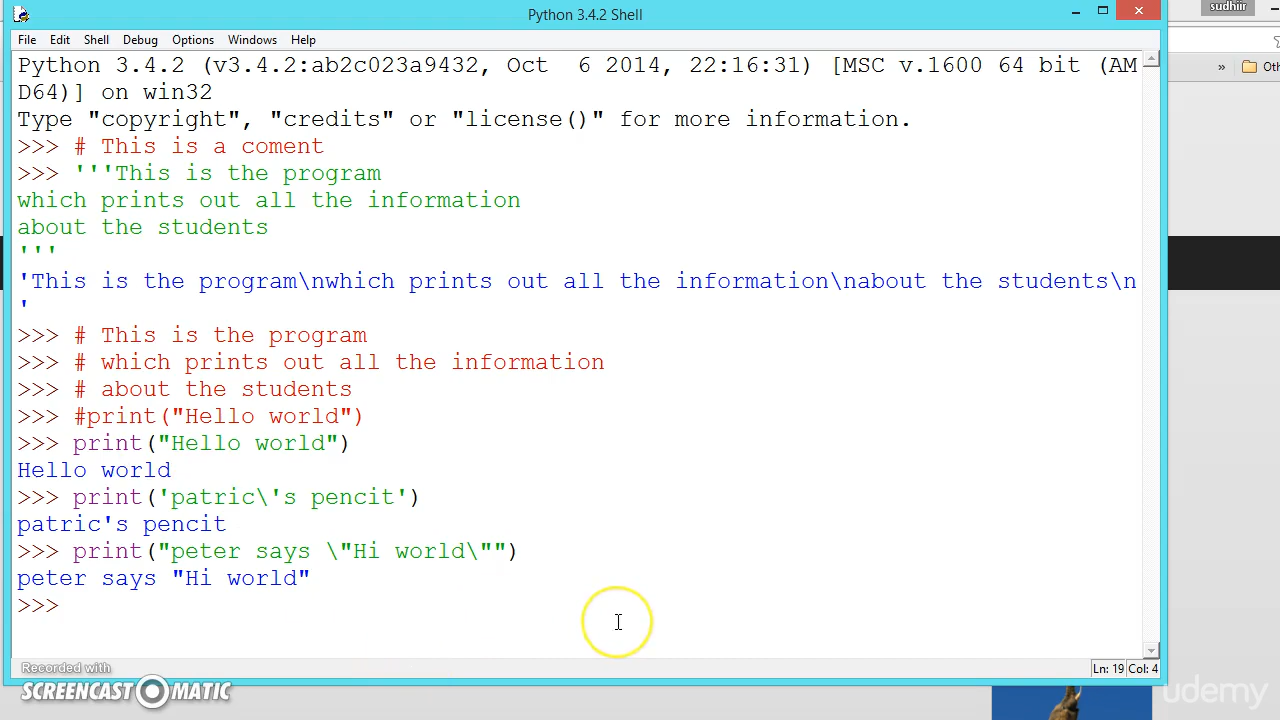 Python 3.4.2 Shell
sudhiir
File Edit Shell Debug Options Windows Help
Python 3.4.2 (v3.4.2:ab2c023a9432, Oct  6 2014, 22:16:31) [MSC v.1600 64 bit (AM
D64)] on win32
Type "copyright", "credits" or "license()" for more information.
>>> # This is a coment
>>> '''This is the program
which prints out all the information
about the students
'''
'This is the program\nwhich prints out all the information\nabout the students\n
'
>>> # This is the program
>>> # which prints out all the information
>>> # about the students
>>> #print("Hello world")
>>> print("Hello world")
Hello world
>>> print('patric\'s pencit')
patric's pencit
>>> print("peter says \"Hi world\"")
peter says "Hi world"
>>>
» Oth
Ln: 19 Col: 4
Recorded with
SCREENCAST MATIC
udemy